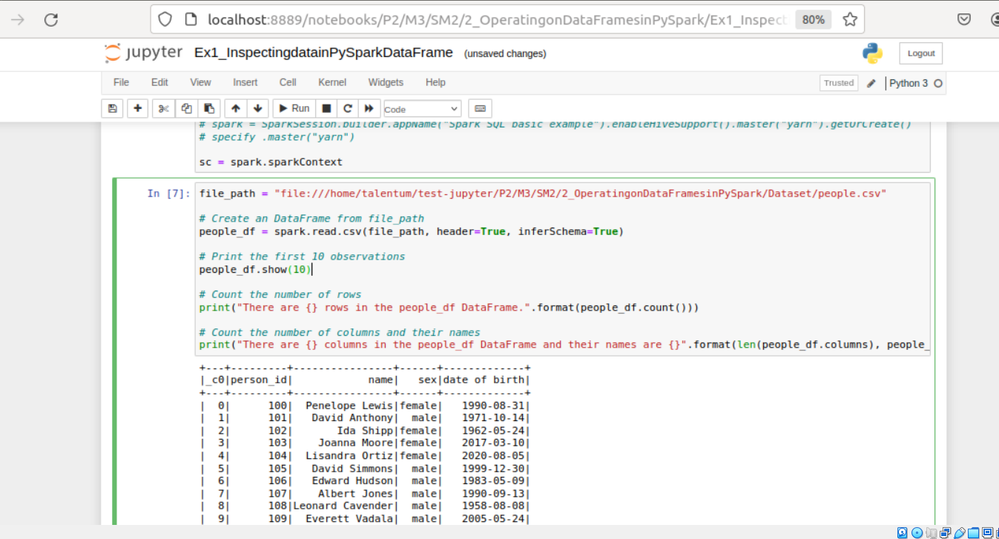 localhost:8889/notebooks/P2/M3/SM2/2_OperatingonDataFramesinPySpark/Ex1_Inspect 80%
jupyter Ex1_InspectingdatainPySparkDataFrame (unsaved changes) Logout
File Edit View Insert Cell Kernel Widgets Help Trusted Python 3
Run Code
# spark = SparkSession.builder.appName("Spark SQL basic example").enableHiveSupport().master("yarn").getOrCreate()
# specify .master("yarn")
sc = spark.sparkContext
In [7]: file_path = "file:///home/talentum/test-jupyter/P2/M3/SM2/2_OperatingonDataFramesinPySpark/Dataset/people.csv"
# Create an DataFrame from file_path
people_df = spark.read.csv(file_path, header=True, inferSchema=True)
# Print the first 10 observations
people_df.show(10)
# Count the number of rows
print("There are {} rows in the people_df DataFrame.".format(people_df.count()))
# Count the number of columns and their names
print("There are {} columns in the people_df DataFrame and their names are {}".format(len(people_df.columns), people_
+---+---------+----------------+------+-------------+
|_c0|person_id|            name|   sex|date of birth|
+---+---------+----------------+------+-------------+
|  0|      100|  Penelope Lewis|female|   1990-08-31|
|  1|      101|   David Anthony|  male|   1971-10-14|
|  2|      102|       Ida Shipp|female|   1962-05-24|
|  3|      103|    Joanna Moore|female|   2017-03-10|
|  4|      104|  Lisandra Ortiz|female|   2020-08-05|
|  5|      105|   David Simmons|  male|   1999-12-30|
|  6|      106|   Edward Hudson|  male|   1983-05-09|
|  7|      107|    Albert Jones|  male|   1990-09-13|
|  8|      108|Leonard Cavender|  male|   1958-08-08|
|  9|      109|  Everett Vadala|  male|   2005-05-24|